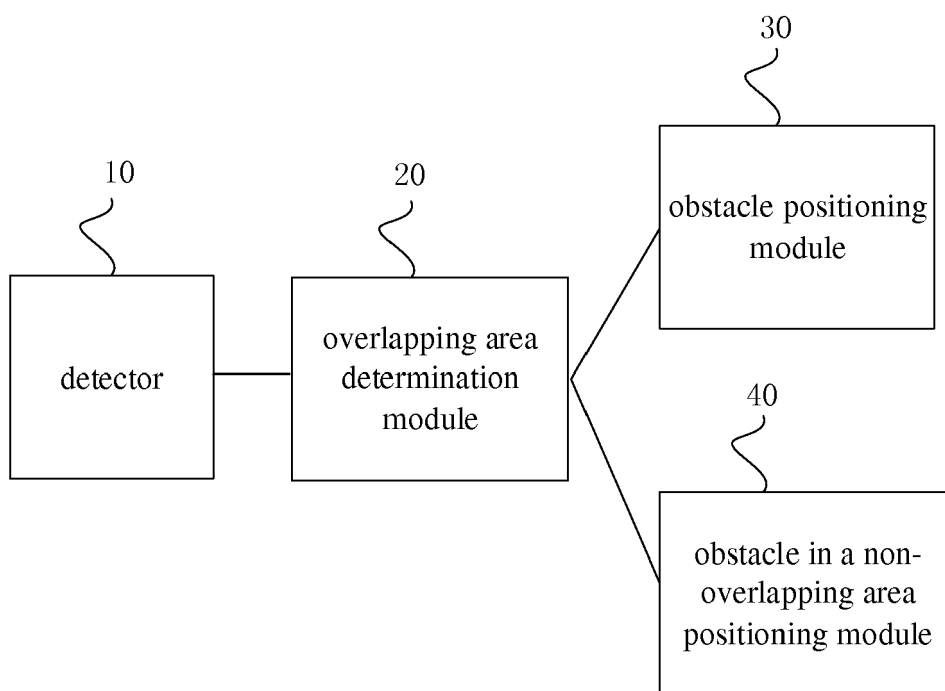 10
detector
20
overlapping area
determination
module
30
obstacle positioning
module
40
obstacle in a non-
overlapping area
positioning module